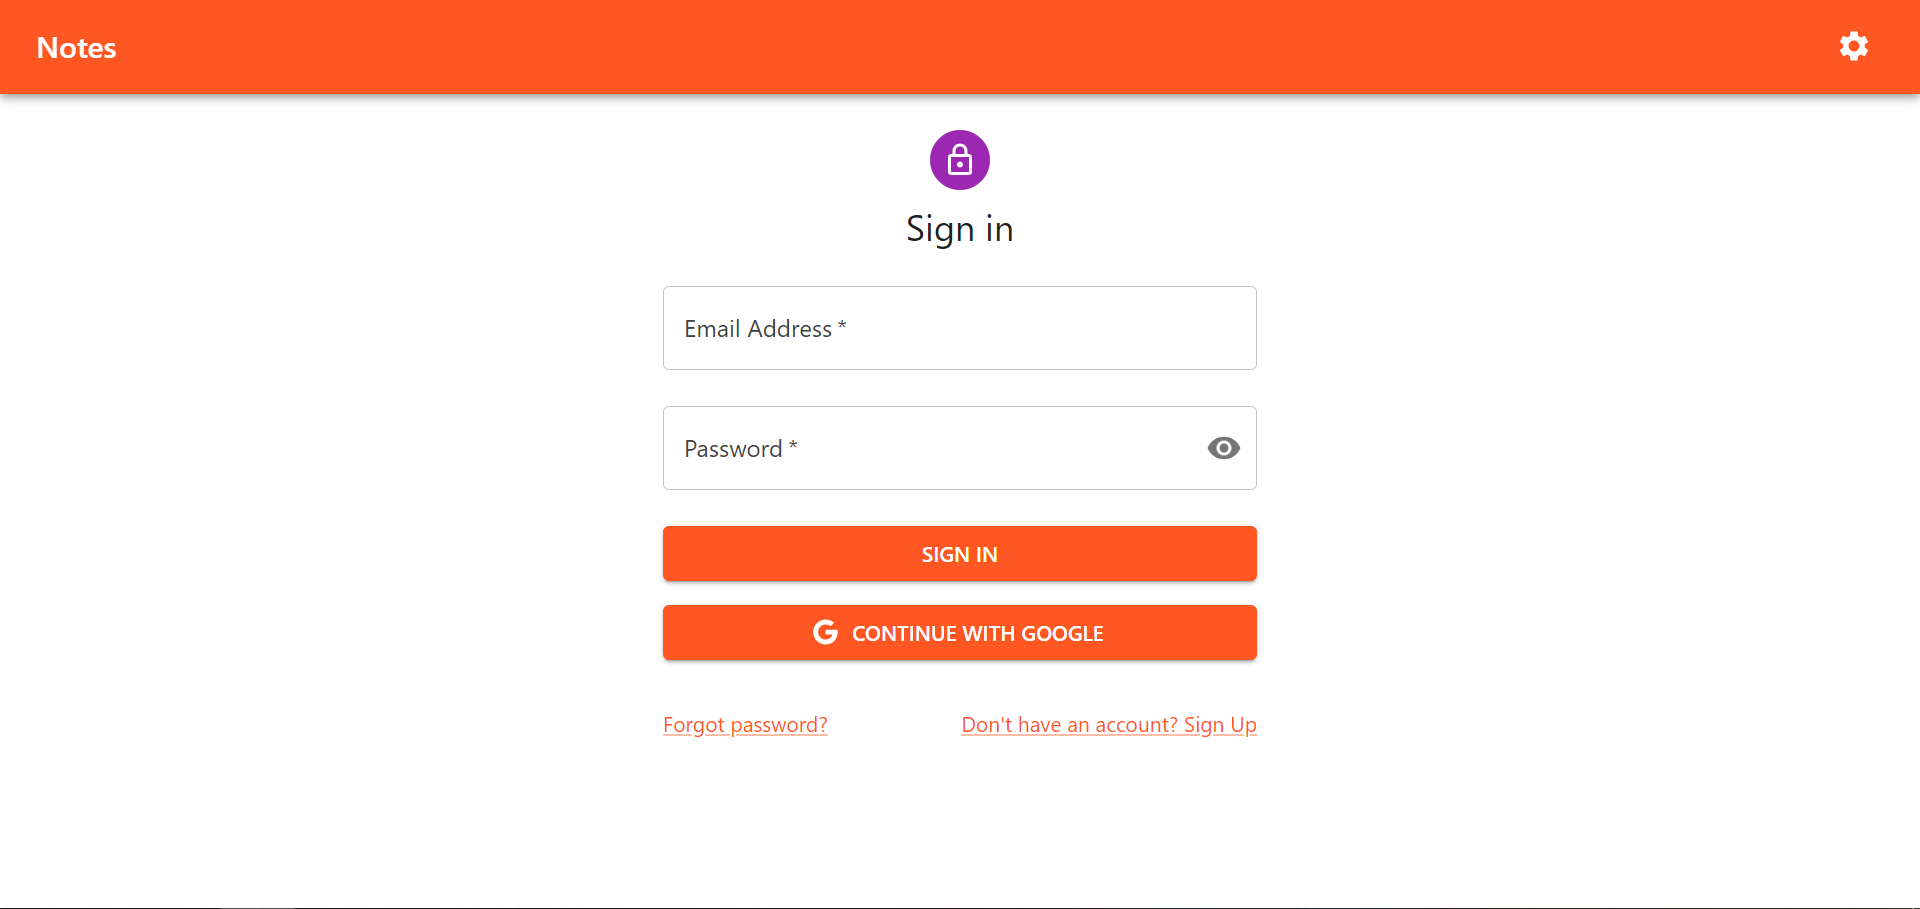 Notes
Sign in
Email Address *
Password *
SIGN IN
CONTINUE WITH GOOGLE
Forgot password?
Don't have an account? Sign Up